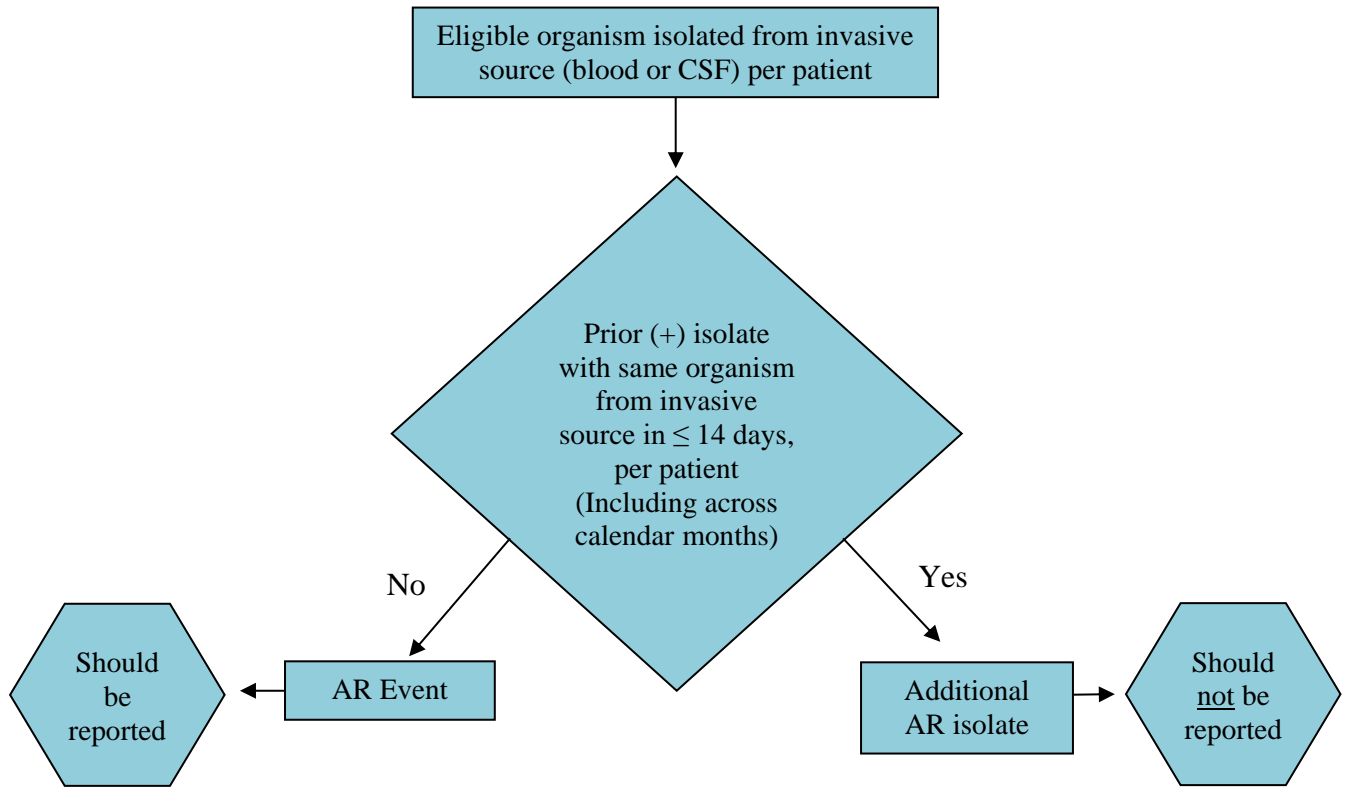 Eligible organism isolated from invasive
source (blood or CSF) per patient
Prior (+) isolate
with same organism
from invasive
source in ≤ 14 days,
per patient
(Including across
calendar months)
No
Yes
Should
be
reported
AR Event
Additional
AR isolate
Should
not be
reported